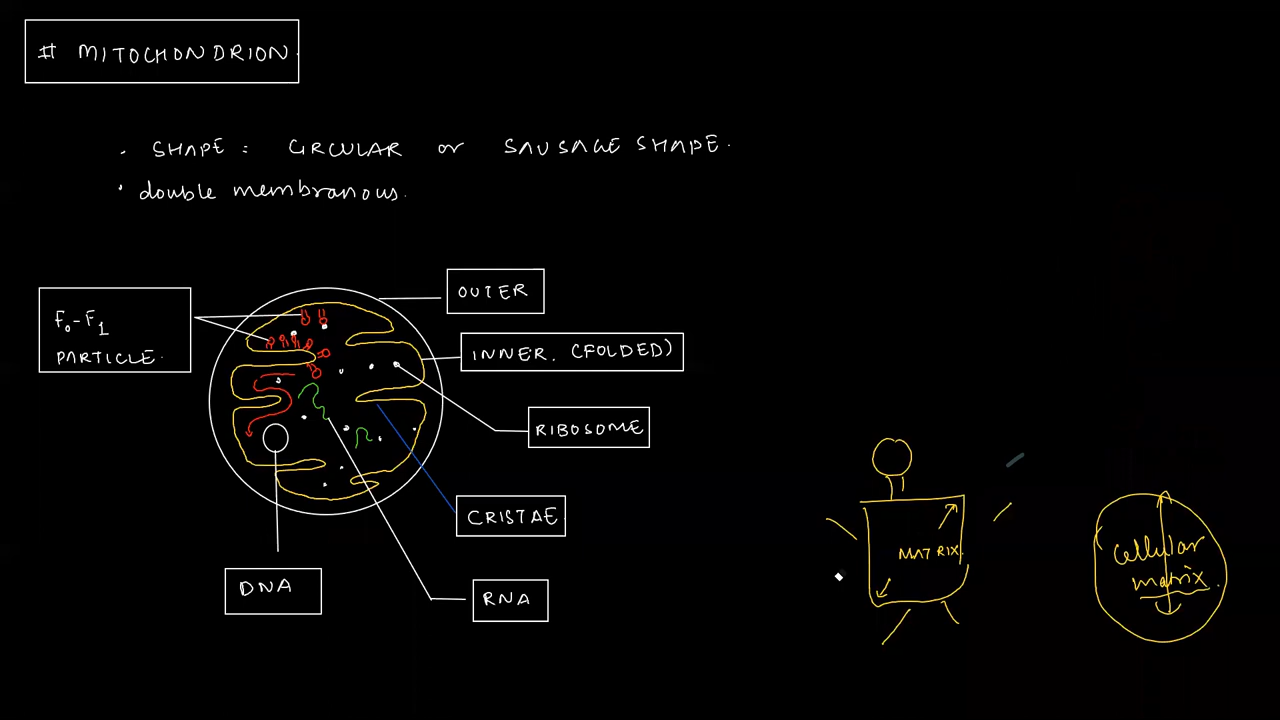 # MITOCHONDRION.
· SHAPE : CIRCULAR or SAUSAGE SHAPE.
· double membranous.
OUTER
F₀-F₁
PARTICLE.
INNER. (FOLDED)
RIBOSOME
CRISTAE
DNA
RNA
MATRIX.
Cellular
matrix.